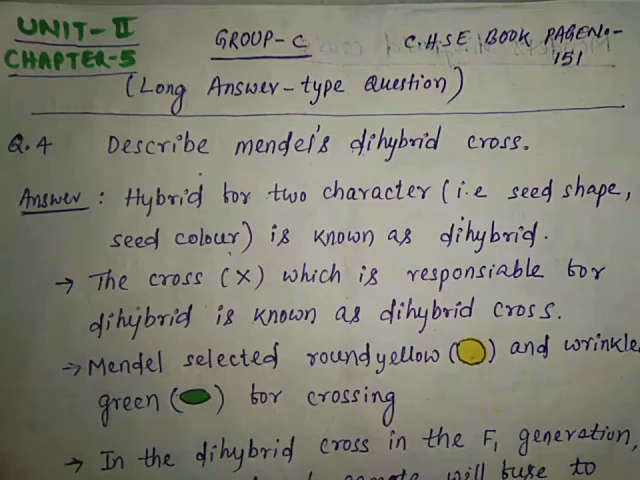 UNIT-II
CHAPTER-5
GROUP-C
C.H.S.E BOOK PAGENO-
151
(Long Answer-type Question)
Q.4 Describe mendel's dihybrid cross.
Answer : Hybrid for two character (i.e seed shape,
seed colour) is known as dihybrid.
→ The cross (X) which is responsiable for
dihybrid is known as dihybrid cross.
→ Mendel selected round yellow ( ) and wrinkle
green ( ) for crossing
→ In the dihybrid cross in the F1 generation,
will fuse to